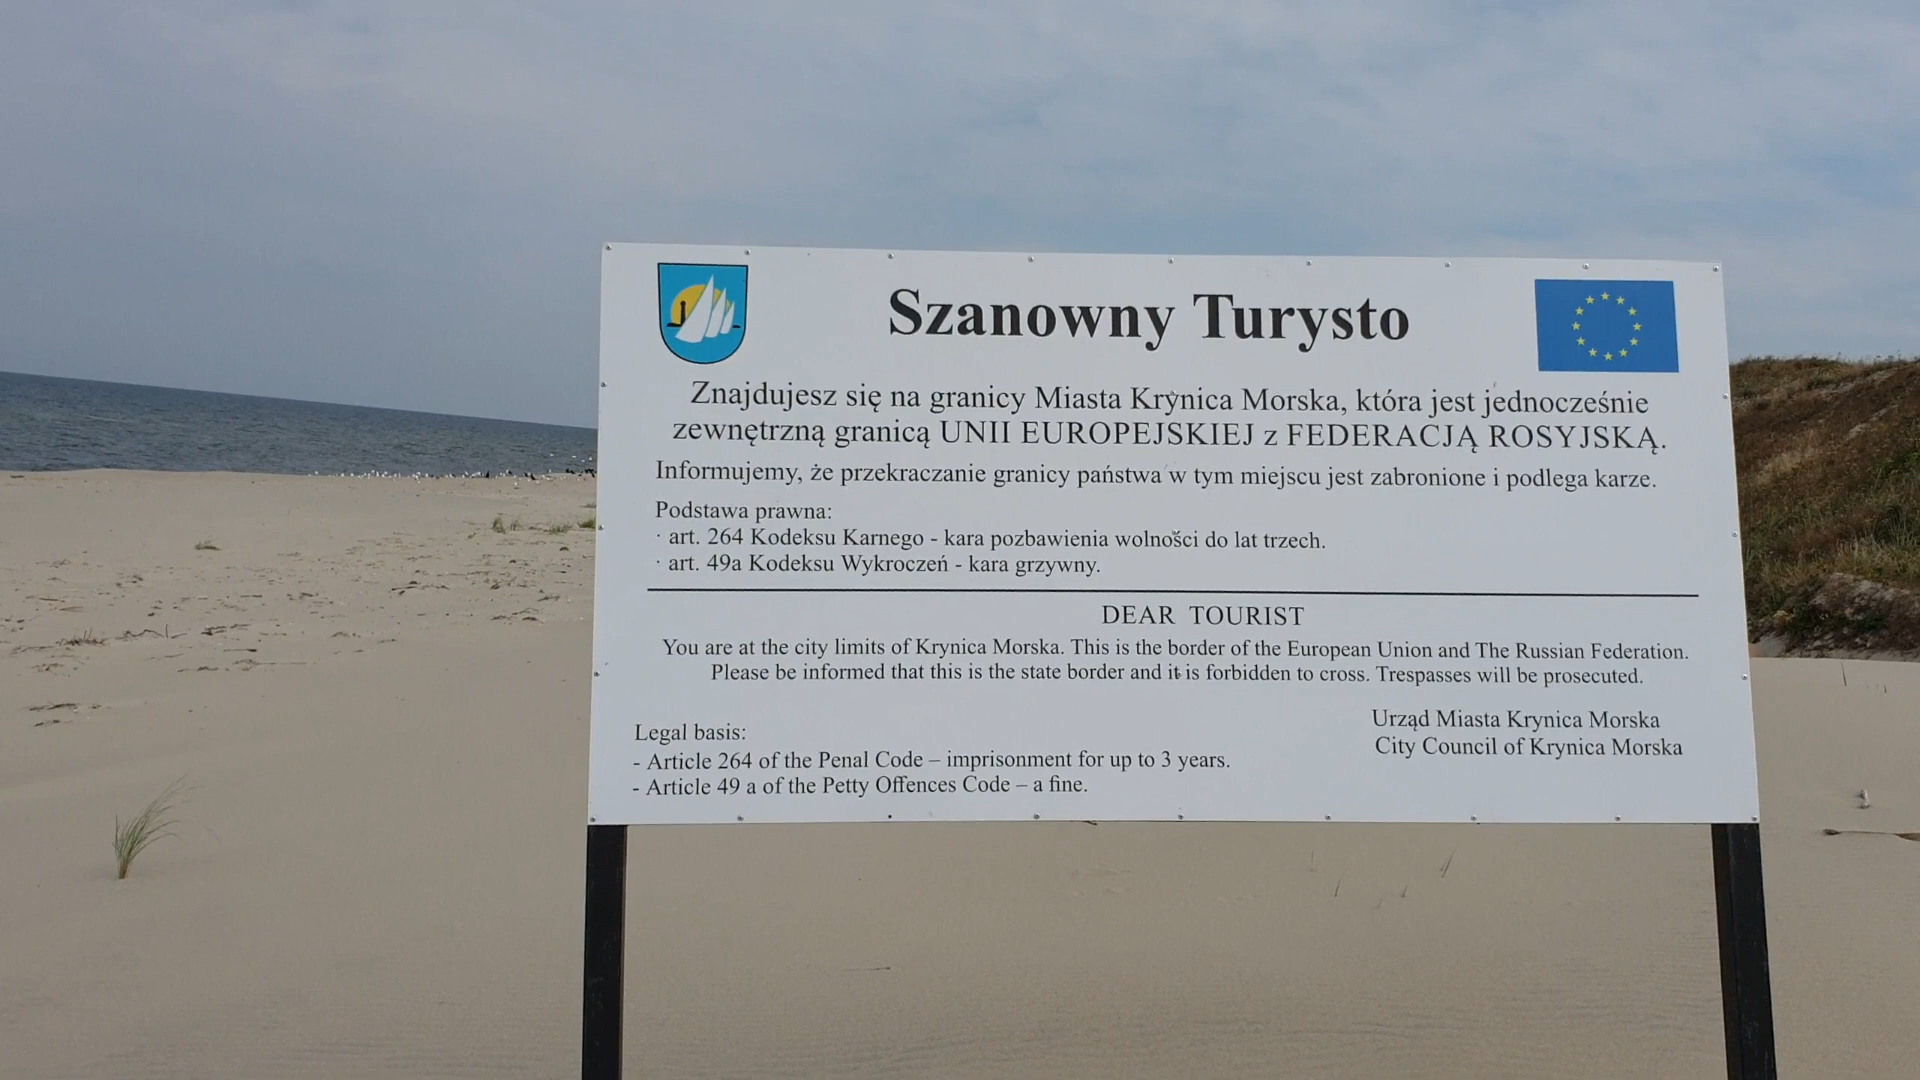 Szanowny Turysto
Znajdujesz się na granicy Miasta Krynica Morska, która jest jednocześnie
zewnętrzną granicą UNII EUROPEJSKIEJ z FEDERACJĄ ROSYJSKĄ.
Informujemy, że przekraczanie granicy państwa w tym miejscu jest zabronione i podlega karze.
Podstawa prawna:
· art. 264 Kodeksu Karnego - kara pozbawienia wolności do lat trzech.
· art. 49a Kodeksu Wykroczeń - kara grzywny.
DEAR TOURIST
You are at the city limits of Krynica Morska. This is the border of the European Union and The Russian Federation.
Please be informed that this is the state border and it is forbidden to cross. Trespasses will be prosecuted.
Legal basis:
- Article 264 of the Penal Code – imprisonment for up to 3 years.
- Article 49 a of the Petty Offences Code – a fine.
Urząd Miasta Krynica Morska
City Council of Krynica Morska